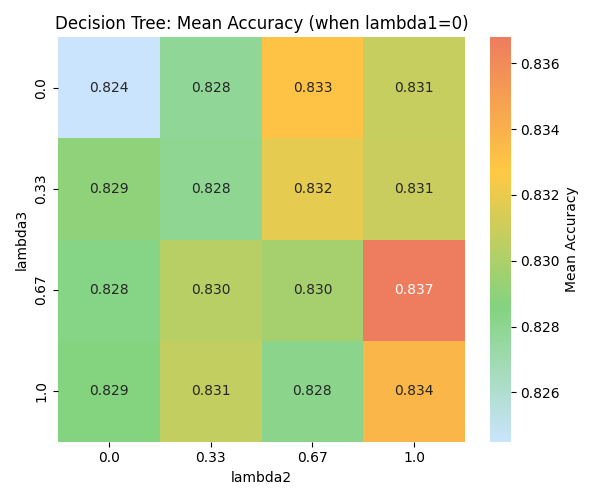 Decision Tree: Mean Accuracy (when lambda1=0)
lambda3
0.0
0.824 0.828 0.833 0.831
0.33
0.829 0.828 0.832 0.831
0.67
0.828 0.830 0.830 0.837
1.0
0.829 0.831 0.828 0.834
0.0 0.33 0.67 1.0
lambda2
0.836
0.834
0.832
0.830
0.828
0.826
Mean Accuracy